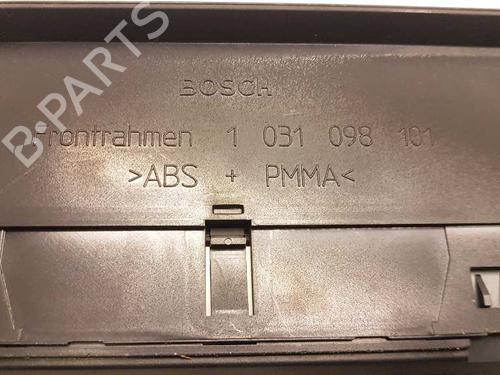 BOSCH
Frontrahmen 1 031 098 101
>ABS + PMMA<
B-PARTS